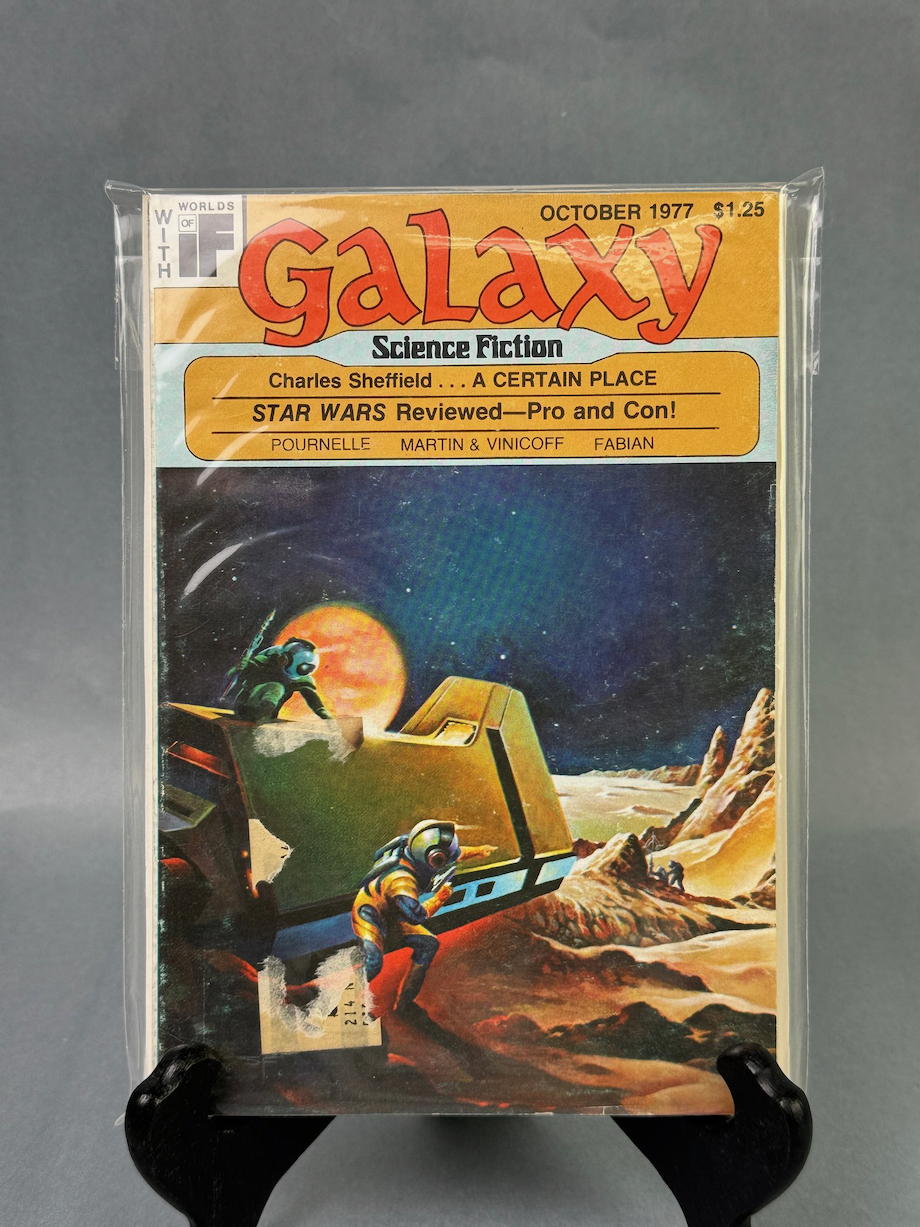 WITH
WORLDS
OF
IF
OCTOBER 1977 $1.25
Galaxy
Science Fiction
Charles Sheffield . . . A CERTAIN PLACE
STAR WARS Reviewed—Pro and Con!
POURNELLE MARTIN & VINICOFF FABIAN
214